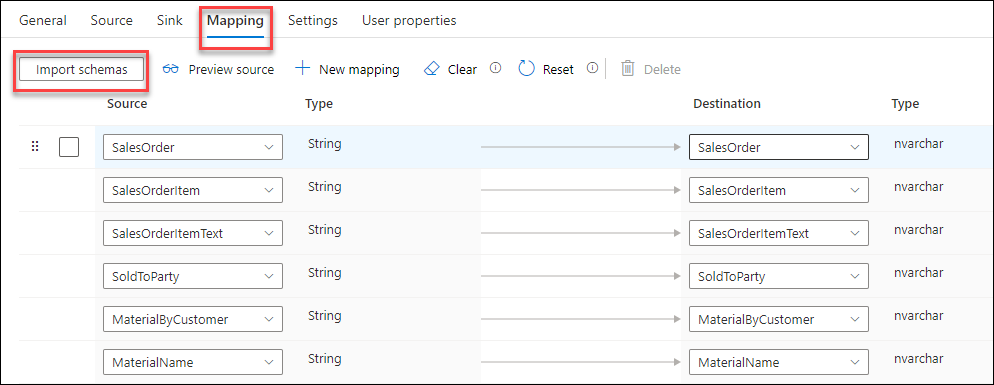 General Source Sink Mapping Settings User properties
Import schemas Preview source New mapping Clear Reset Delete
Source Type Destination Type
SalesOrder String SalesOrder nvarchar
SalesOrderItem String SalesOrderItem nvarchar
SalesOrderItemText String SalesOrderItemText nvarchar
SoldToParty String SoldToParty nvarchar
MaterialByCustomer String MaterialByCustomer nvarchar
MaterialName String MaterialName nvarchar